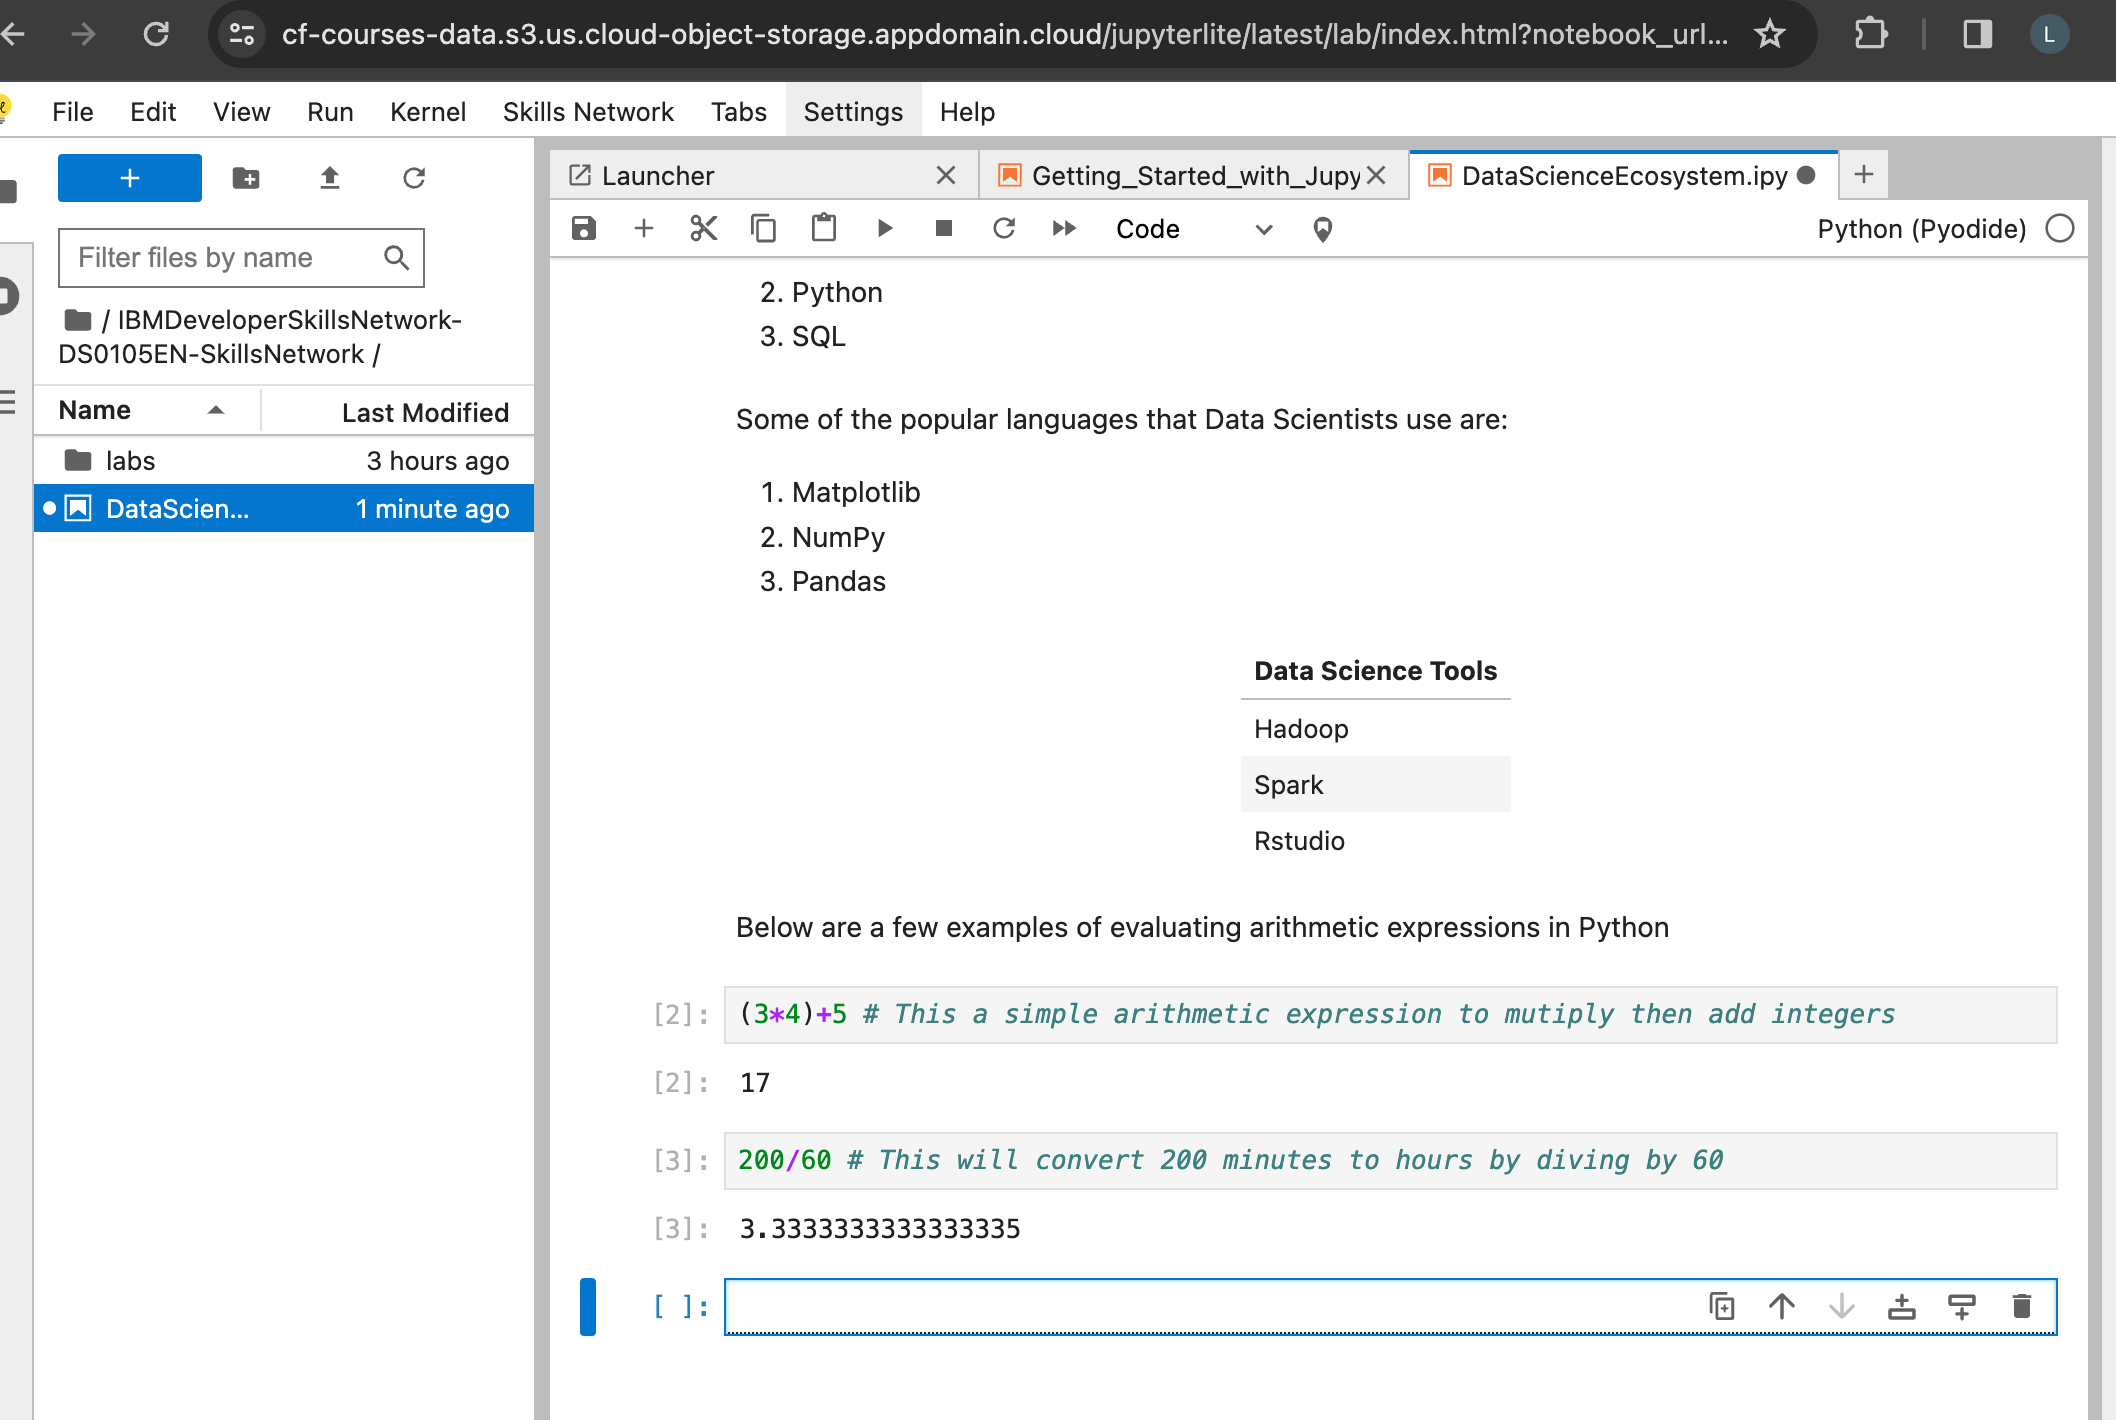 cf-courses-data.s3.us.cloud-object-storage.appdomain.cloud/jupyterlite/latest/lab/index.html?notebook_url...
L
File Edit View Run Kernel Skills Network Tabs Settings Help
Launcher
Getting_Started_with_Jupy
DataScienceEcosystem.ipy
Code
Python (Pyodide)
Filter files by name
/ IBMDeveloperSkillsNetwork-
DS0105EN-SkillsNetwork /
Name Last Modified
labs 3 hours ago
DataScien... 1 minute ago
2. Python
3. SQL
Some of the popular languages that Data Scientists use are:
1. Matplotlib
2. NumPy
3. Pandas
Data Science Tools
Hadoop
Spark
Rstudio
Below are a few examples of evaluating arithmetic expressions in Python
[2]: (3*4)+5 # This a simple arithmetic expression to mutiply then add integers
[2]: 17
[3]: 200/60 # This will convert 200 minutes to hours by diving by 60
[3]: 3.3333333333333335
[ ]: